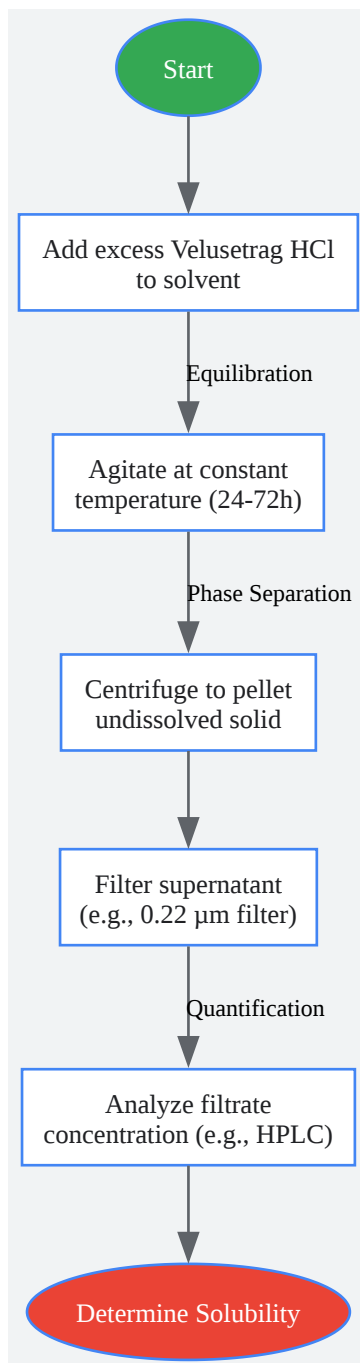 Start
Add excess Velusetrag HCl
to solvent
Equilibration
Agitate at constant
temperature (24-72h)
Phase Separation
Centrifuge to pellet
undissolved solid
Filter supernatant
(e.g., 0.22 µm filter)
Quantification
Analyze filtrate
concentration (e.g., HPLC)
Determine Solubility